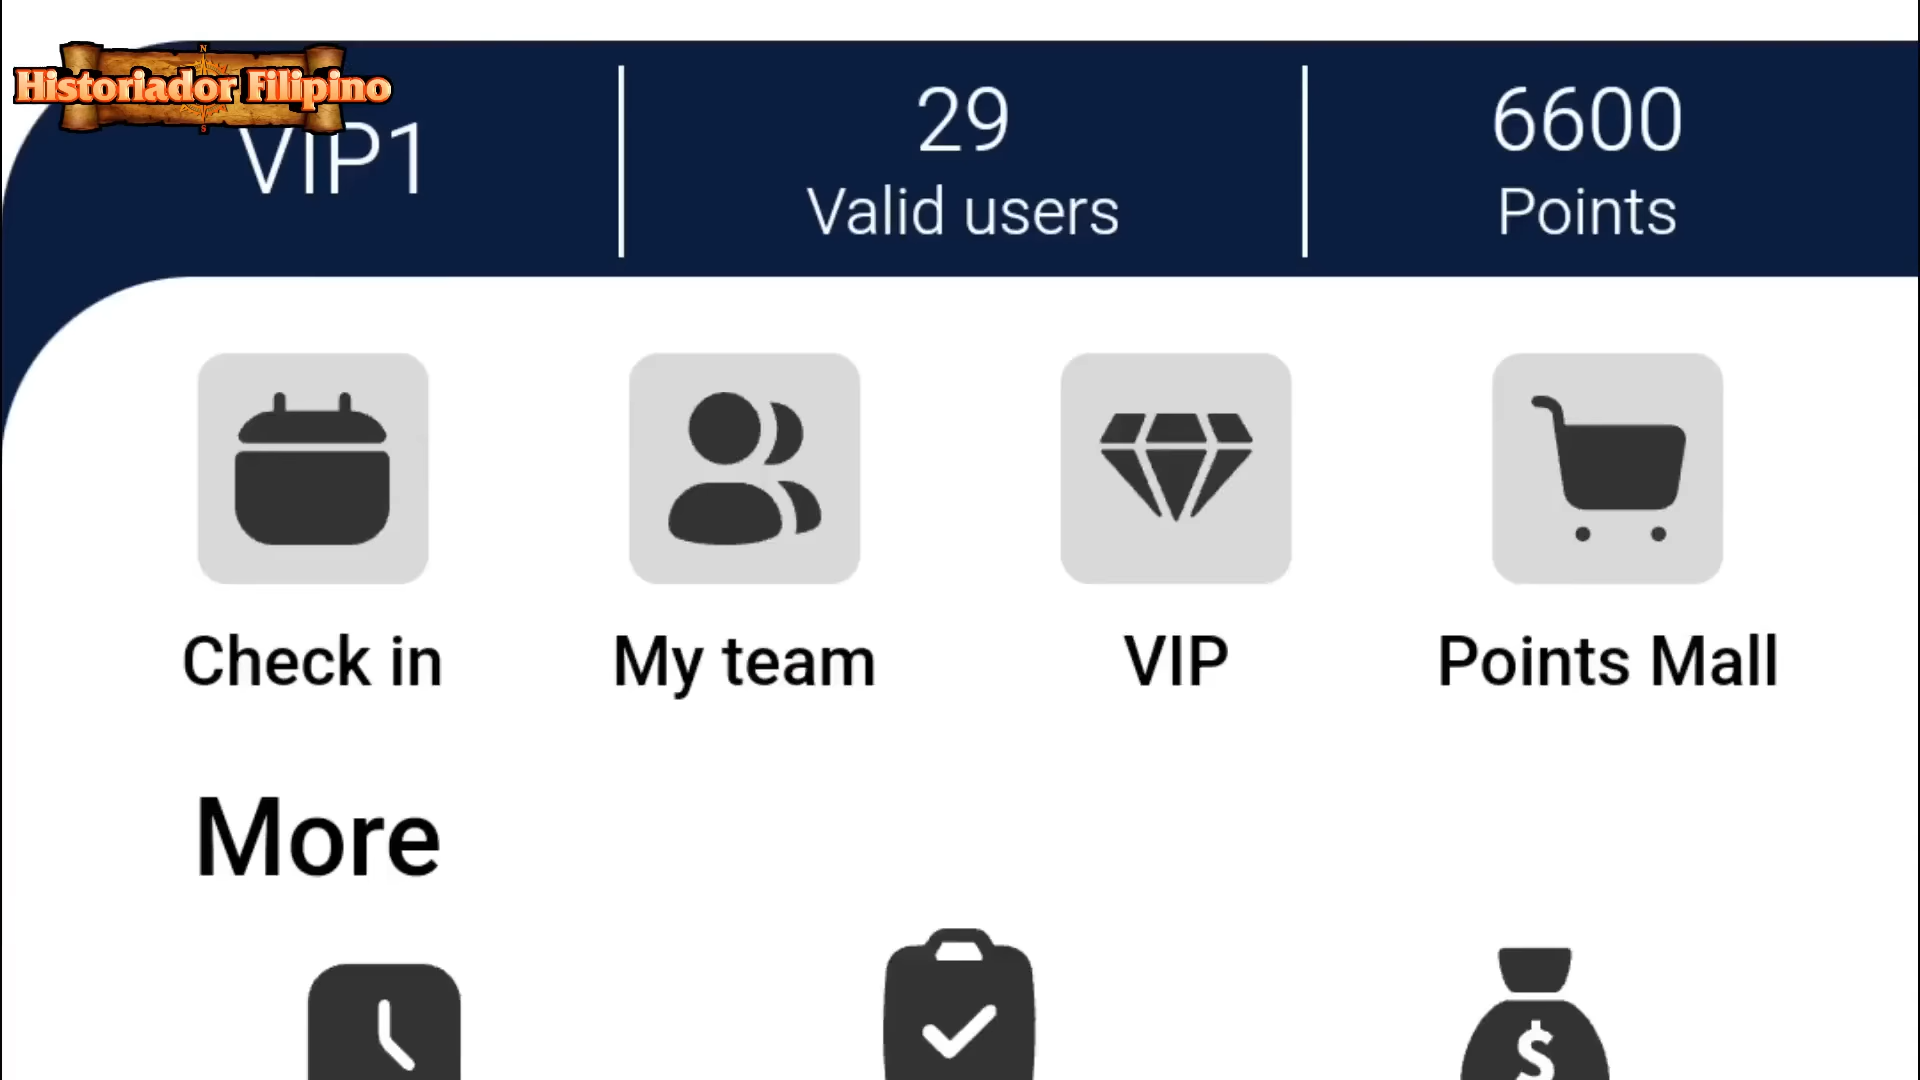 Historiador Filipino
VIP1
29
Valid users
6600
Points
Check in
My team
VIP
Points Mall
More
$